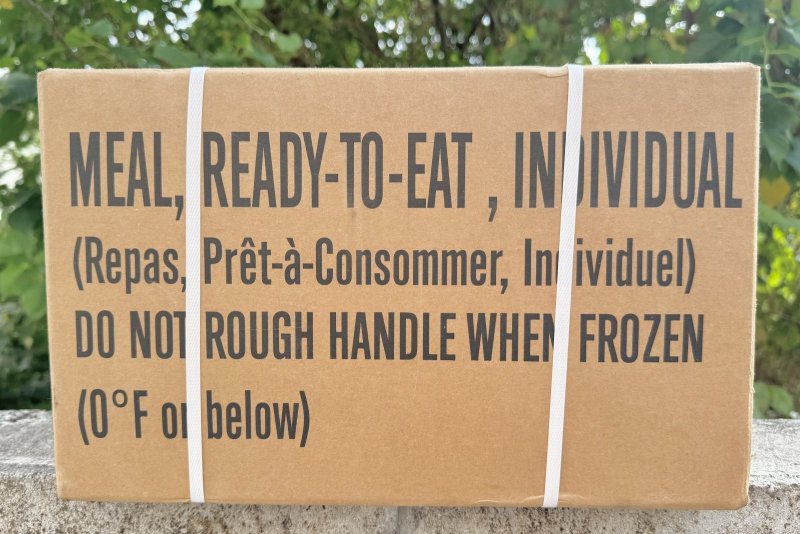 MEAL, READY-TO-EAT , INDIVIDUAL
(Repas, Prêt-à-Consommer, Individuel)
DO NOT ROUGH HANDLE WHEN FROZEN
(0°F or below)